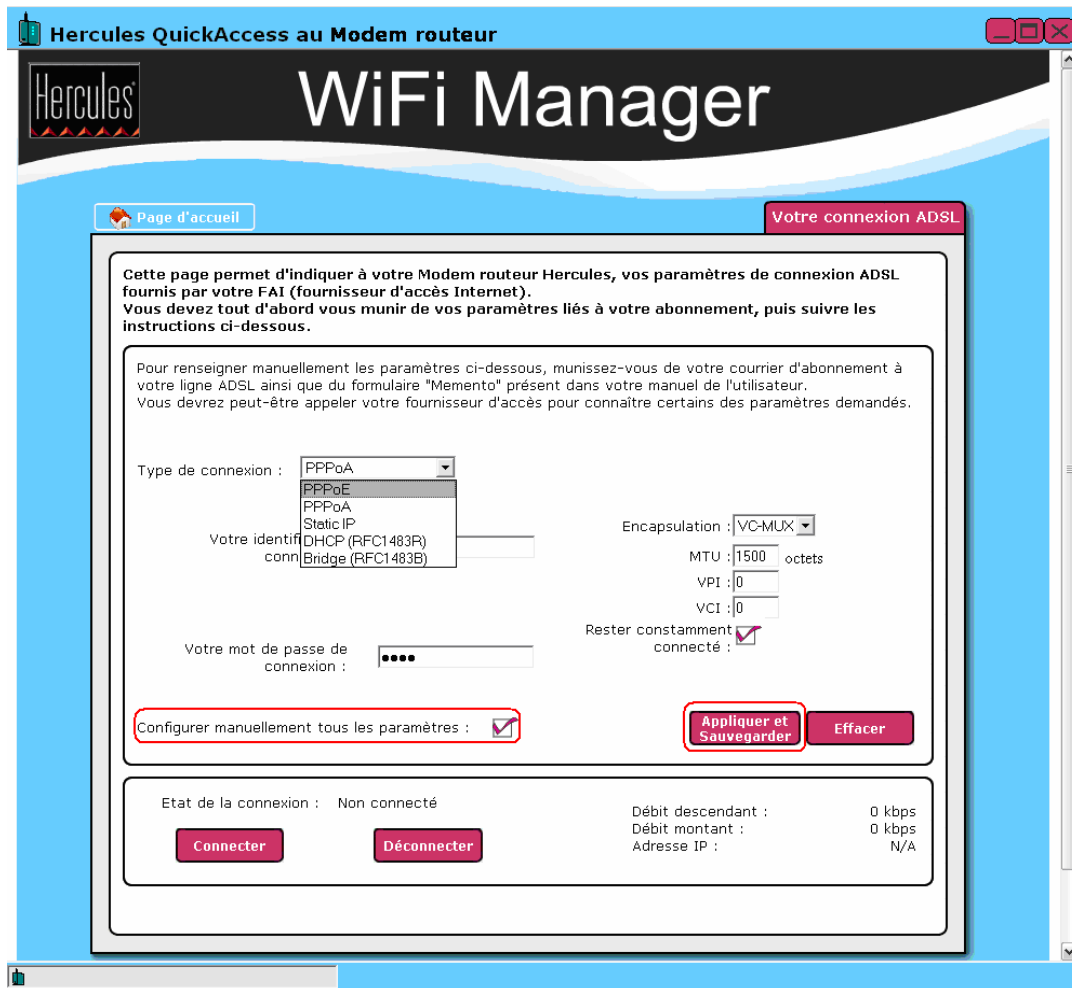 Hercules QuickAccess au Modem routeur
Hercules
WiFi Manager
Page d'accueil
Votre connexion ADSL
Cette page permet d'indiquer à votre Modem routeur Hercules, vos paramètres de connexion ADSL
fournis par votre FAI (fournisseur d'accès Internet).
Vous devez tout d'abord vous munir de vos paramètres liés à votre abonnement, puis suivre les
instructions ci-dessous.
Pour renseigner manuellement les paramètres ci-dessous, munissez-vous de votre courrier d'abonnement à
votre ligne ADSL ainsi que du formulaire "Memento" présent dans votre manuel de l'utilisateur.
Vous devrez peut-être appeler votre fournisseur d'accès pour connaître certains des paramètres demandés.
Type de connexion : PPPoA
PPPoE
PPPoA
Static IP
DHCP (RFC1483R)
Bridge (RFC1483B)
Votre identifi
conn
Encapsulation : VC-MUX
MTU : 1500 octets
VPI : 0
VCI : 0
Rester constamment
connecté :
Votre mot de passe de
connexion : ••••
Configurer manuellement tous les paramètres :
Appliquer et
Sauvegarder
Effacer
Etat de la connexion : Non connecté
Connecter
Déconnecter
Débit descendant : 0 kbps
Débit montant : 0 kbps
Adresse IP : N/A